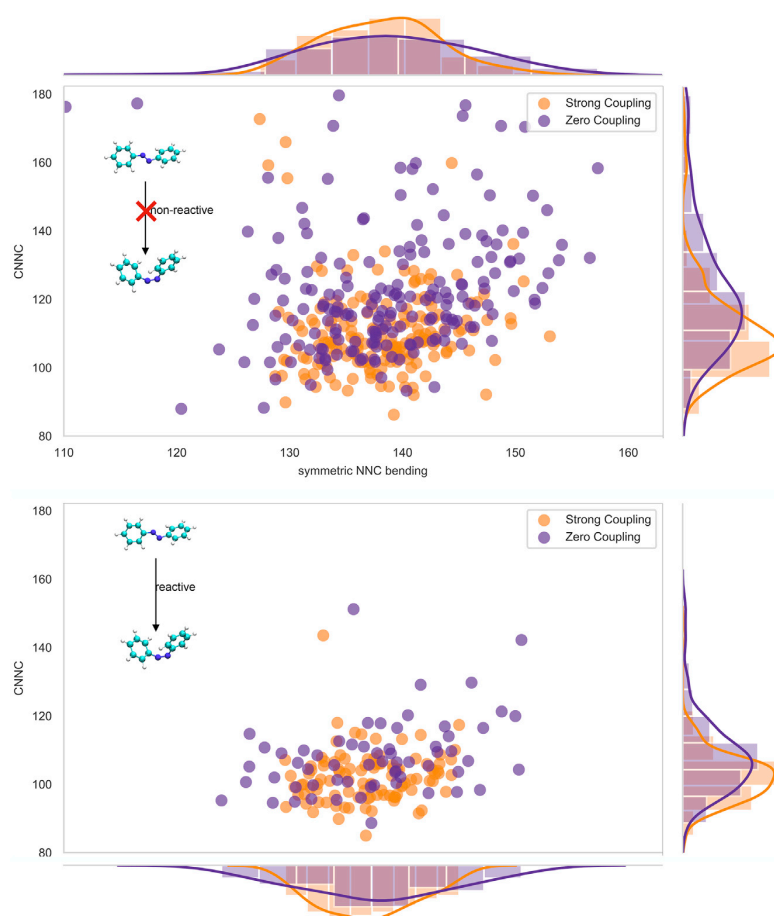 180
160
140
120
100
80
CNNC
Strong Coupling
Zero Coupling
non-reactive
110
120
130
140
150
160
symmetric NNC bending
180
160
140
120
100
80
CNNC
Strong Coupling
Zero Coupling
reactive